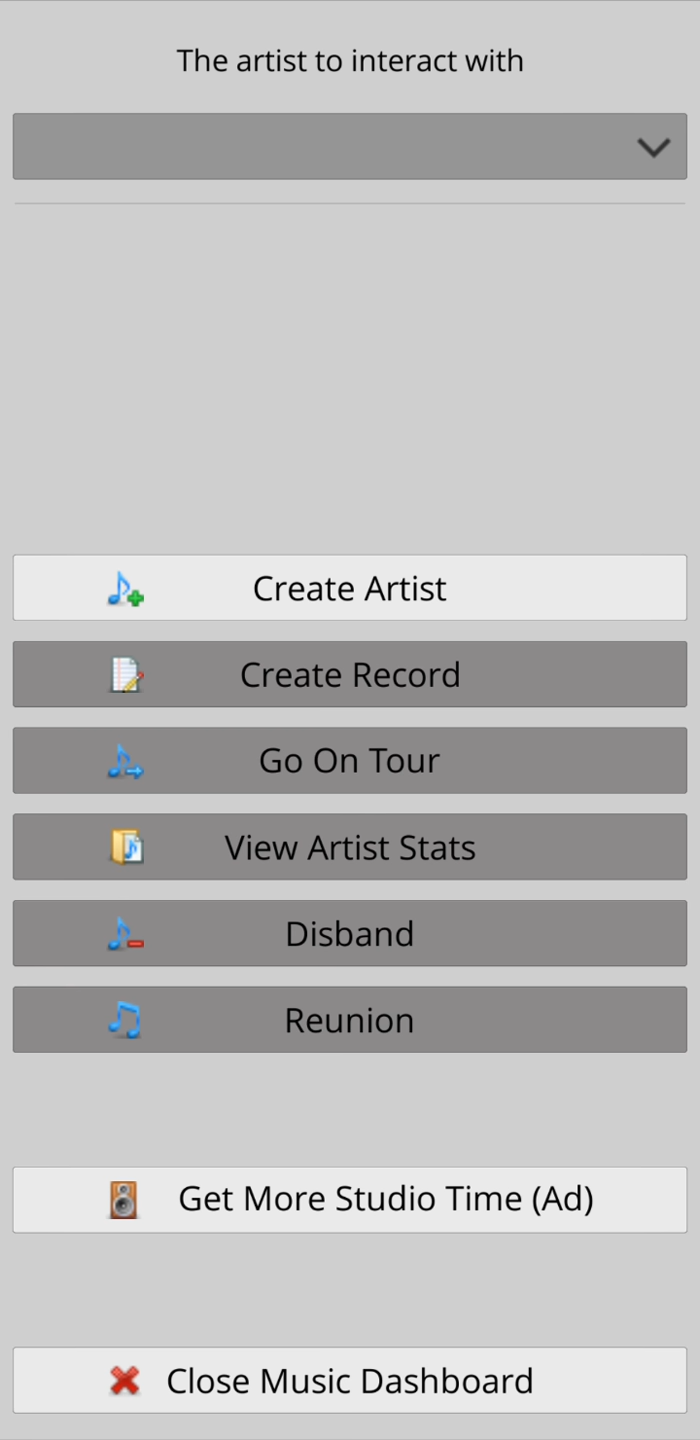 The artist to interact with
Create Artist
Create Record
Go On Tour
View Artist Stats
Disband
Reunion
Get More Studio Time (Ad)
Close Music Dashboard